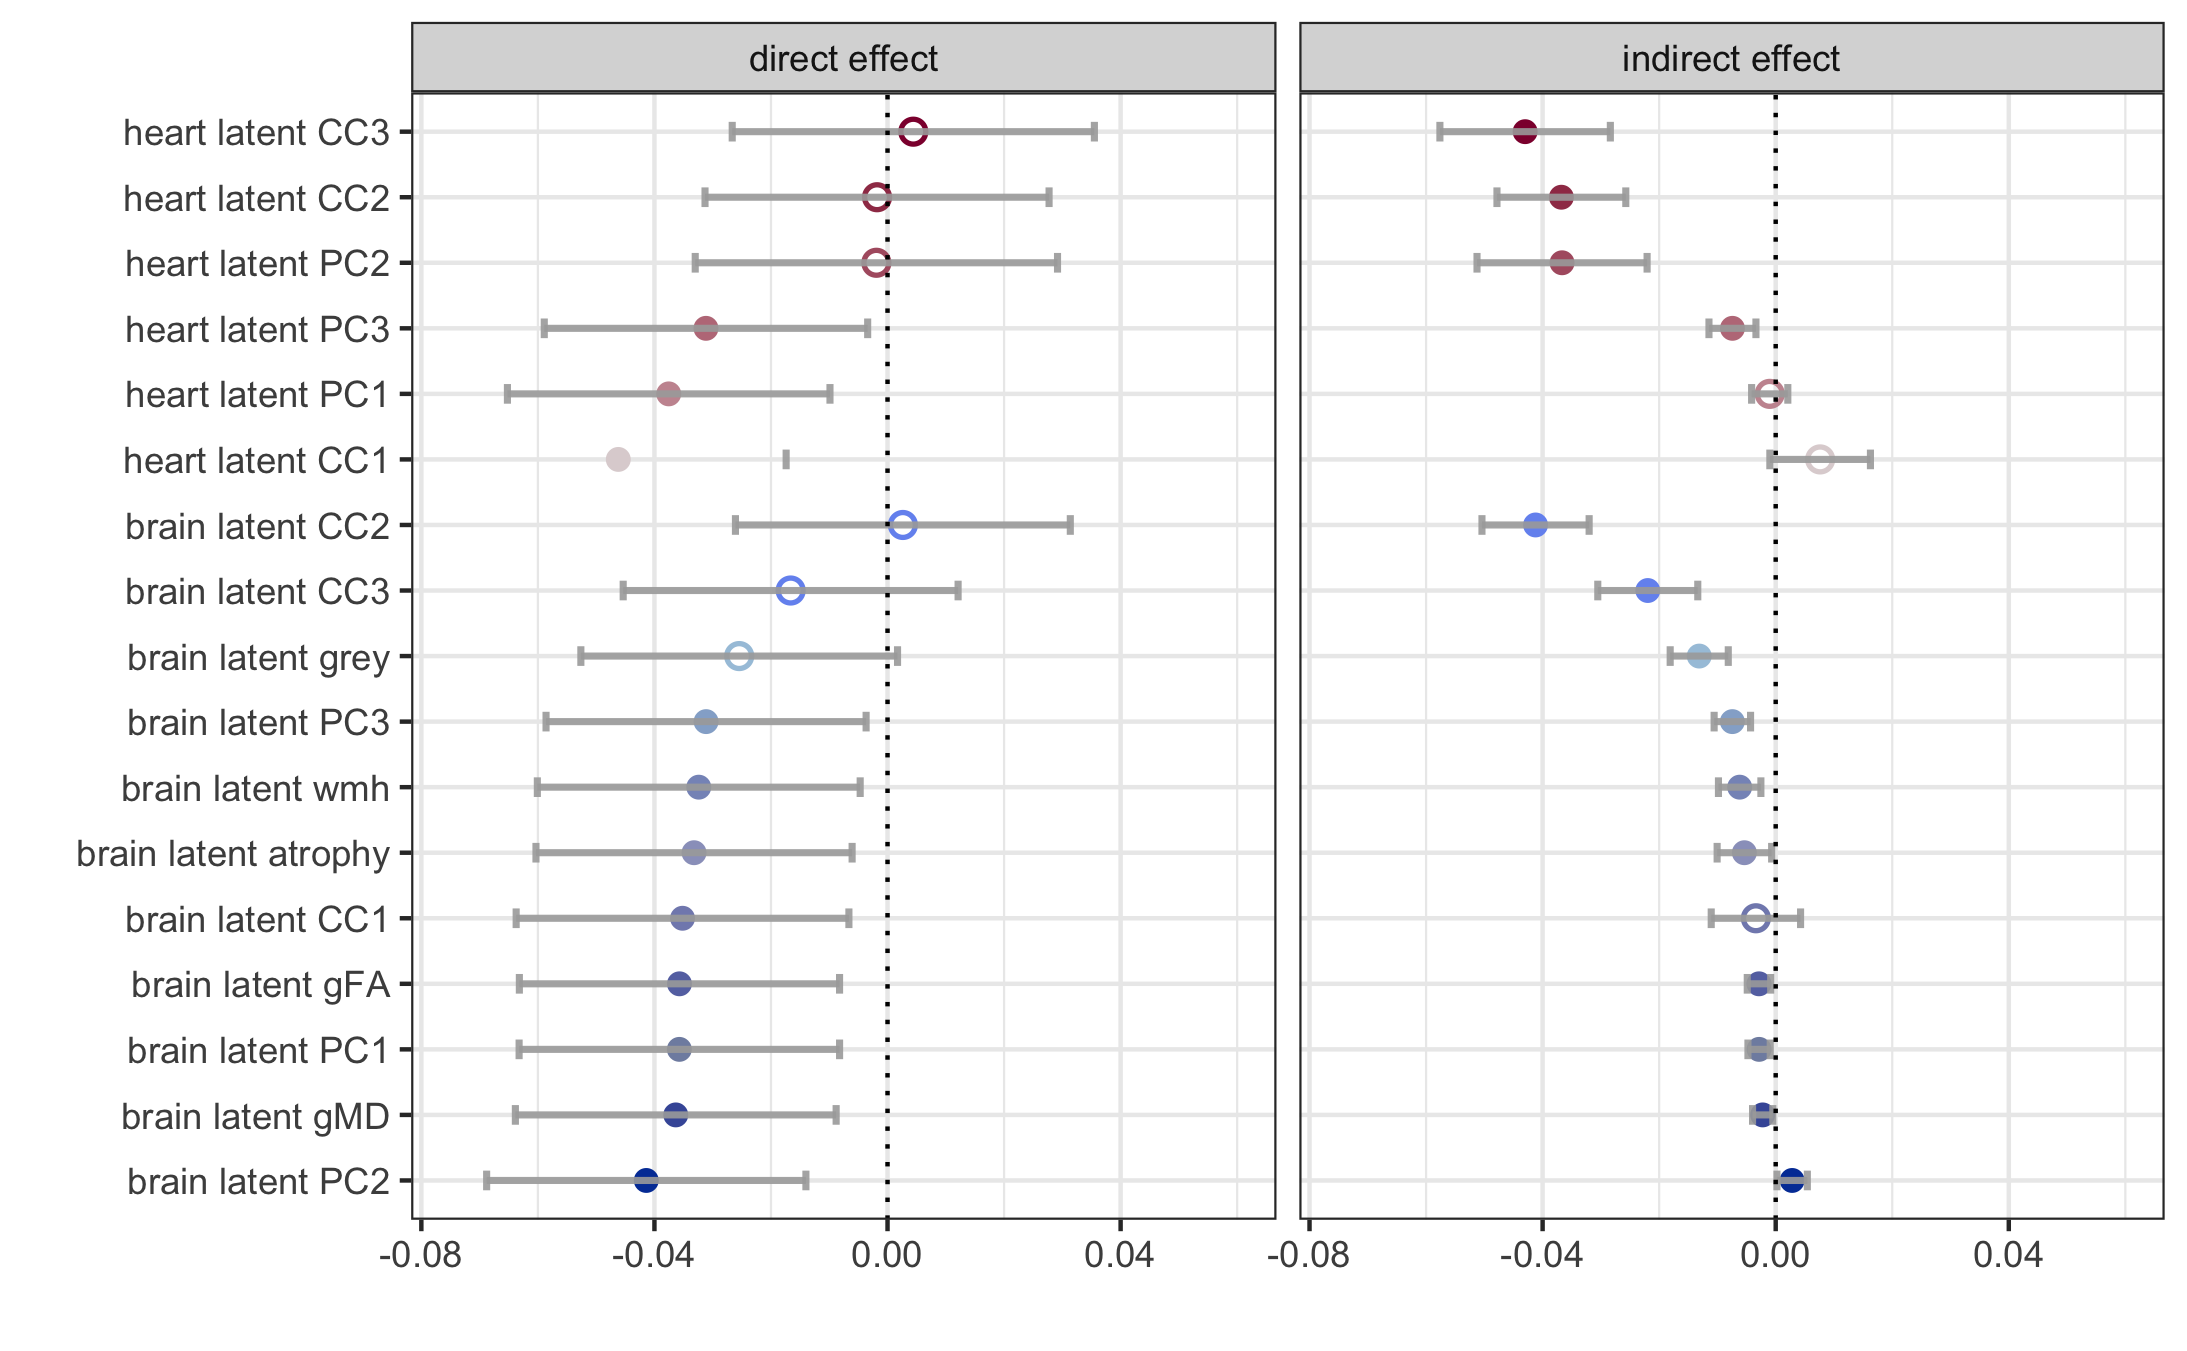 direct effect
indirect effect
heart latent CC3
heart latent CC2
heart latent PC2
heart latent PC3
heart latent PC1
heart latent CC1
brain latent CC2
brain latent CC3
brain latent grey
brain latent PC3
brain latent wmh
brain latent atrophy
brain latent CC1
brain latent gFA
brain latent PC1
brain latent gMD
brain latent PC2
-0.08 -0.04 0.00 0.04
-0.08 -0.04 0.00 0.04